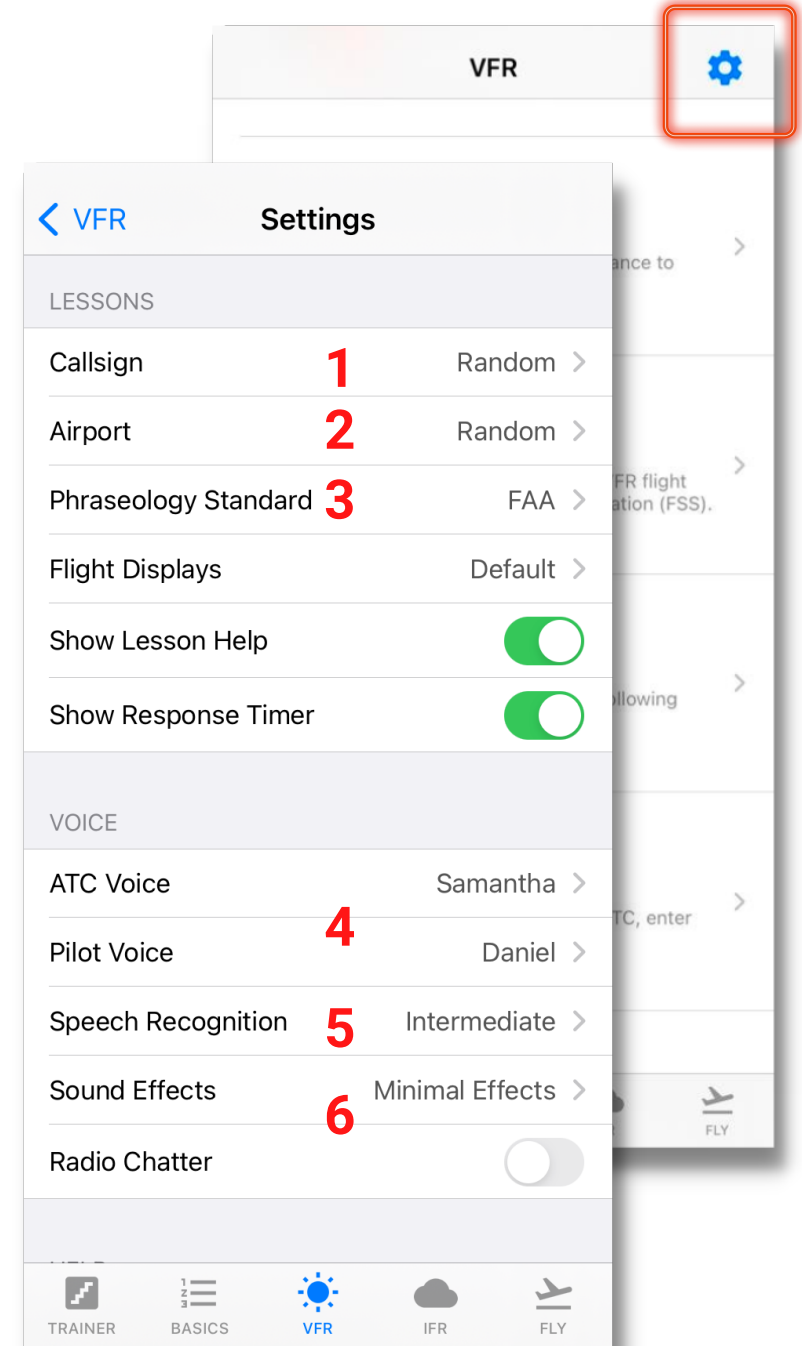 VFR
ance to
FR flight
ation (FSS).
ollowing
TC, enter
FLY
VFR Settings
LESSONS
Callsign 1 Random
Airport 2 Random
Phraseology Standard 3 FAA
Flight Displays Default
Show Lesson Help
Show Response Timer
VOICE
ATC Voice Samantha
4
Pilot Voice Daniel
Speech Recognition 5 Intermediate
Sound Effects Minimal Effects
6
Radio Chatter
TRAINER BASICS VFR IFR FLY